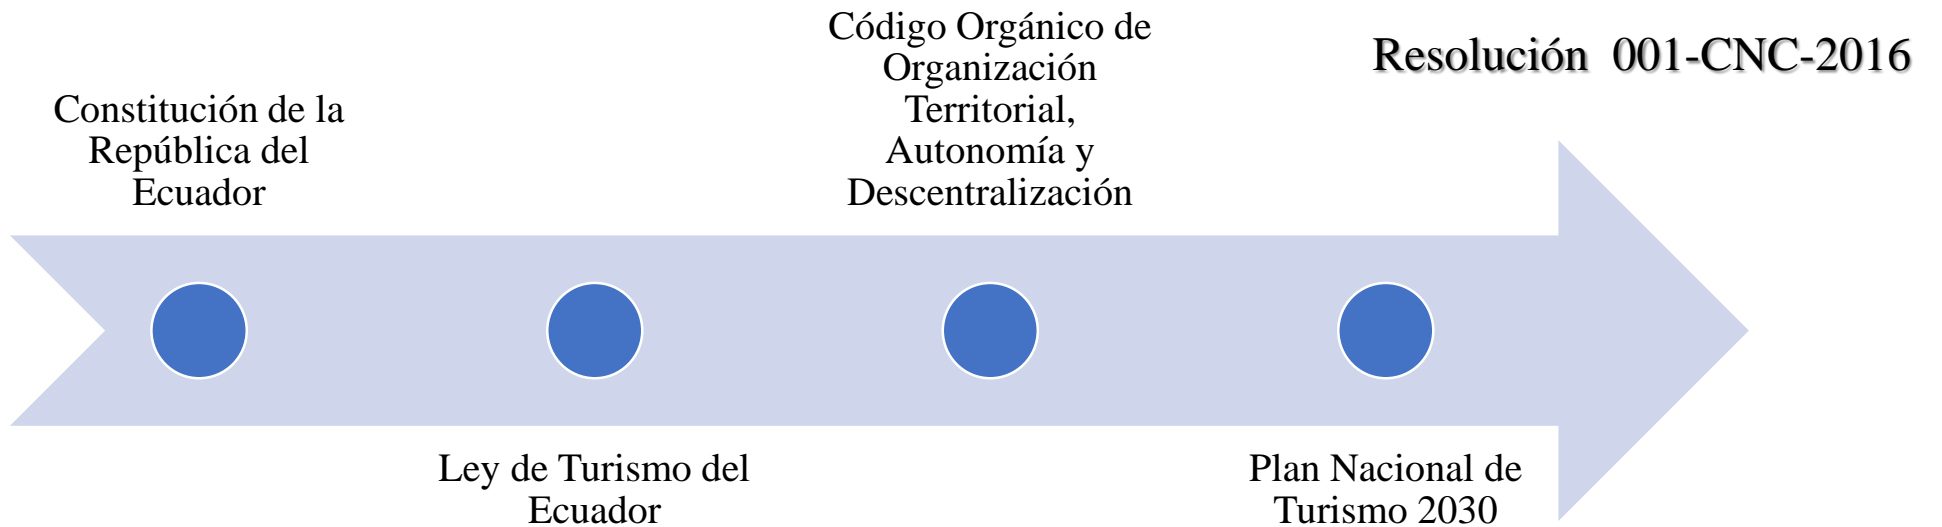 Constitución de la
República del
Ecuador
Ley de Turismo del
Ecuador
Código Orgánico de
Organización
Territorial,
Autonomía y
Descentralización
Plan Nacional de
Turismo 2030
Resolución 001-CNC-2016